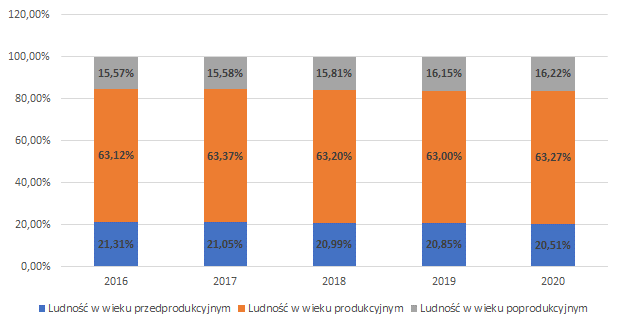 120,00%
100,00%
80,00%
60,00%
40,00%
20,00%
0,00%
15,57% 15,58% 15,81% 16,15% 16,22%
63,12% 63,37% 63,20% 63,00% 63,27%
21,31% 21,05% 20,99% 20,85% 20,51%
2016 2017 2018 2019 2020
Ludność w wieku przedprodukcyjnym Ludność w wieku produkcyjnym Ludność w wieku poprodukcyjnym